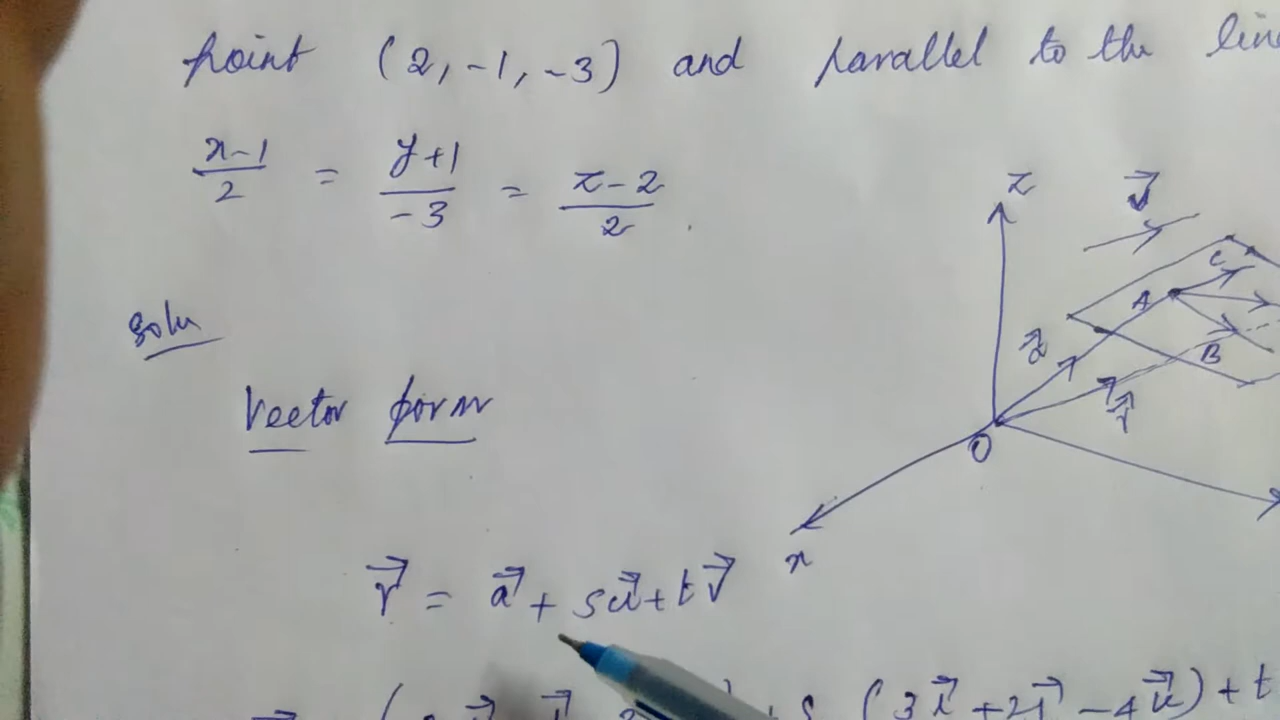 point (2, -1, -3) and parallel to the line
x-1/2 = y+1/-3 = z-2/2.
soln
Vector form
r⃗ = a⃗ + su⃗ + tv⃗
+ s (3i⃗ + 2j⃗ - 4k⃗) + t
z
v⃗
C
A
B
a⃗
r⃗
O
x